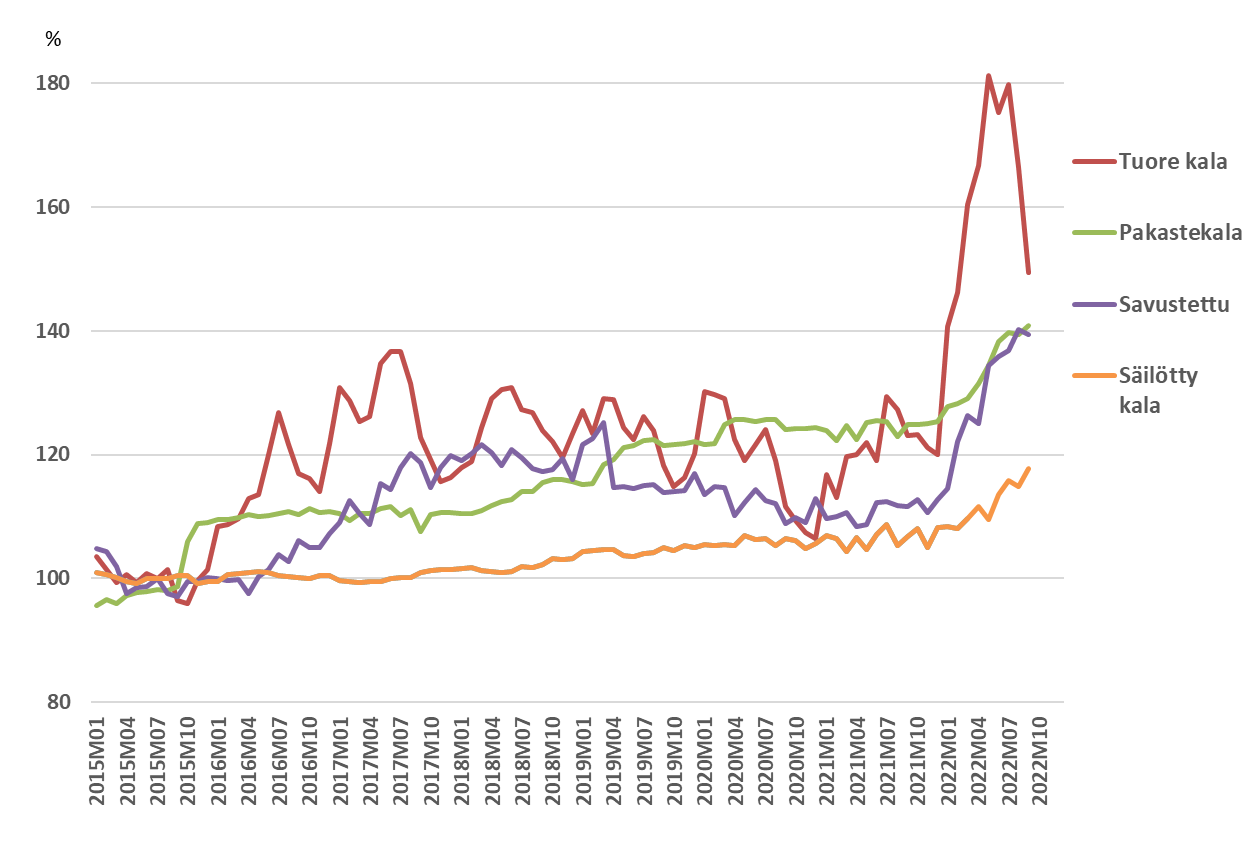 %
180
160
140
120
100
80
2015M01
2015M04
2015M07
2015M10
2016M01
2016M04
2016M07
2016M10
2017M01
2017M04
2017M07
2017M10
2018M01
2018M04
2018M07
2018M10
2019M01
2019M04
2019M07
2019M10
2020M01
2020M04
2020M07
2020M10
2021M01
2021M04
2021M07
2021M10
2022M01
2022M04
2022M07
2022M10
Tuore kala
Pakastekala
Savustettu
Säilötty
kala